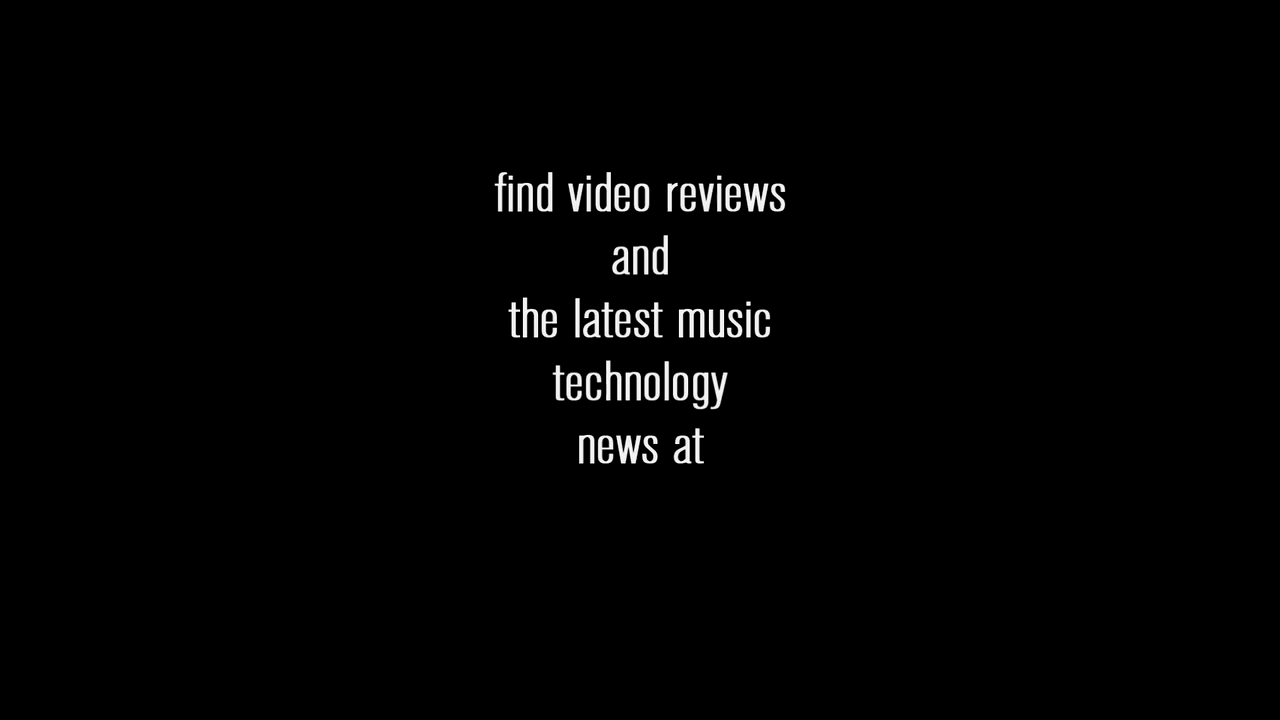 find video reviews
and
the latest music
technology
news at